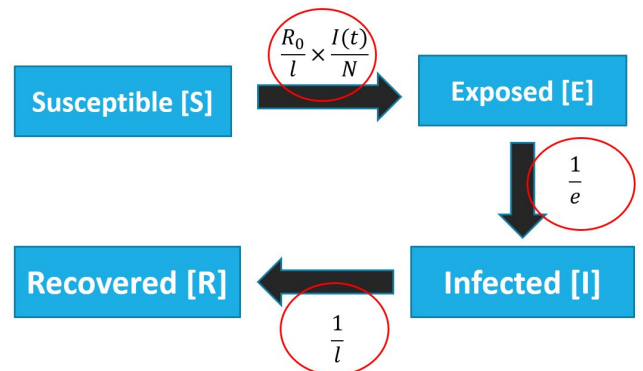 R₀/l × I(t)/N
Susceptible [S]
Exposed [E]
1/e
Recovered [R]
Infected [I]
1/l